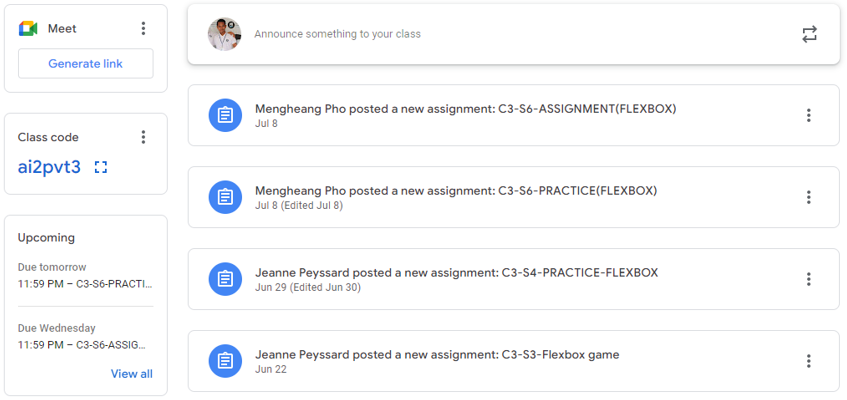 Meet
Generate link
Class code
ai2pvt3
Upcoming
Due tomorrow
11:59 PM – C3-S6-PRACTI...
Due Wednesday
11:59 PM – C3-S6-ASSIG...
View all
Announce something to your class
Mengheang Pho posted a new assignment: C3-S6-ASSIGNMENT(FLEXBOX)
Jul 8
Mengheang Pho posted a new assignment: C3-S6-PRACTICE(FLEXBOX)
Jul 8 (Edited Jul 8)
Jeanne Peyssard posted a new assignment: C3-S4-PRACTICE-FLEXBOX
Jun 29 (Edited Jun 30)
Jeanne Peyssard posted a new assignment: C3-S3-Flexbox game
Jun 22